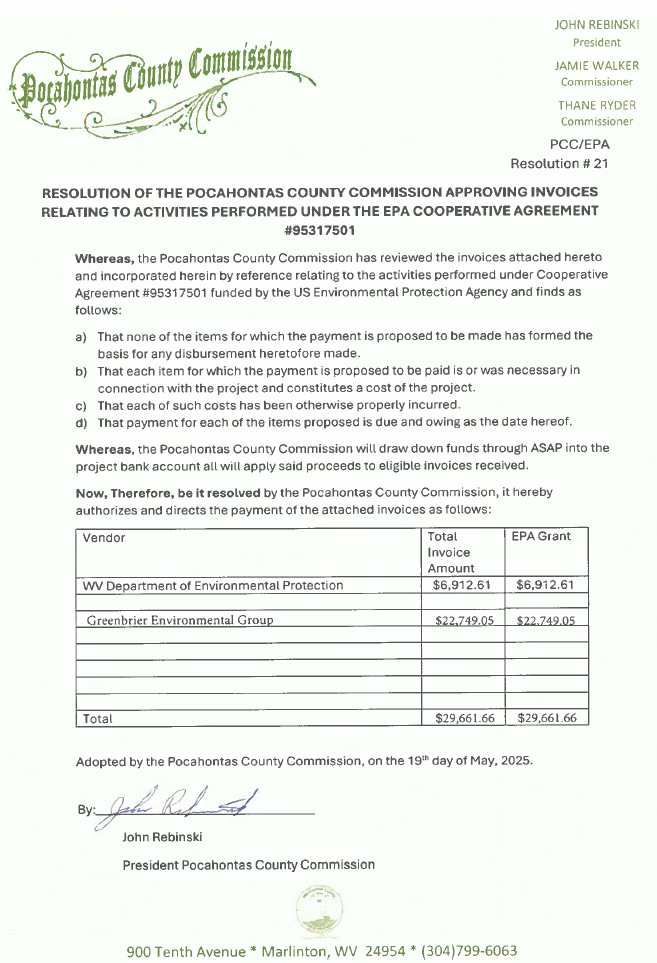 Pocahontas County Commission
JOHN REBINSKI
President
JAMIE WALKER
Commissioner
THANE RYDER
Commissioner
PCC/EPA
Resolution # 21
RESOLUTION OF THE POCAHONTAS COUNTY COMMISSION APPROVING INVOICES
RELATING TO ACTIVITIES PERFORMED UNDER THE EPA COOPERATIVE AGREEMENT
#95317501
Whereas, the Pocahontas County Commission has reviewed the invoices attached hereto
and incorporated herein by reference relating to the activities performed under Cooperative
Agreement #95317501 funded by the US Environmental Protection Agency and finds as
follows:
a) That none of the items for which the payment is proposed to be made has formed the
basis for any disbursement heretofore made.
b) That each item for which the payment is proposed to be paid is or was necessary in
connection with the project and constitutes a cost of the project.
c) That each of such costs has been otherwise properly incurred.
d) That payment for each of the items proposed is due and owing as the date hereof.
Whereas, the Pocahontas County Commission will draw down funds through ASAP into the
project bank account all will apply said proceeds to eligible invoices received.
Now, Therefore, be it resolved by the Pocahontas County Commission, it hereby
authorizes and directs the payment of the attached invoices as follows:
Vendor Total Invoice Amount EPA Grant
WV Department of Environmental Protection $6,912.61 $6,912.61
Greenbrier Environmental Group $22,749.05 $22,749.05
Total $29,661.66 $29,661.66
Adopted by the Pocahontas County Commission, on the 19th day of May, 2025.
By: John Rebinski
John Rebinski
President Pocahontas County Commission
900 Tenth Avenue * Marlinton, WV 24954 * (304)799-6063